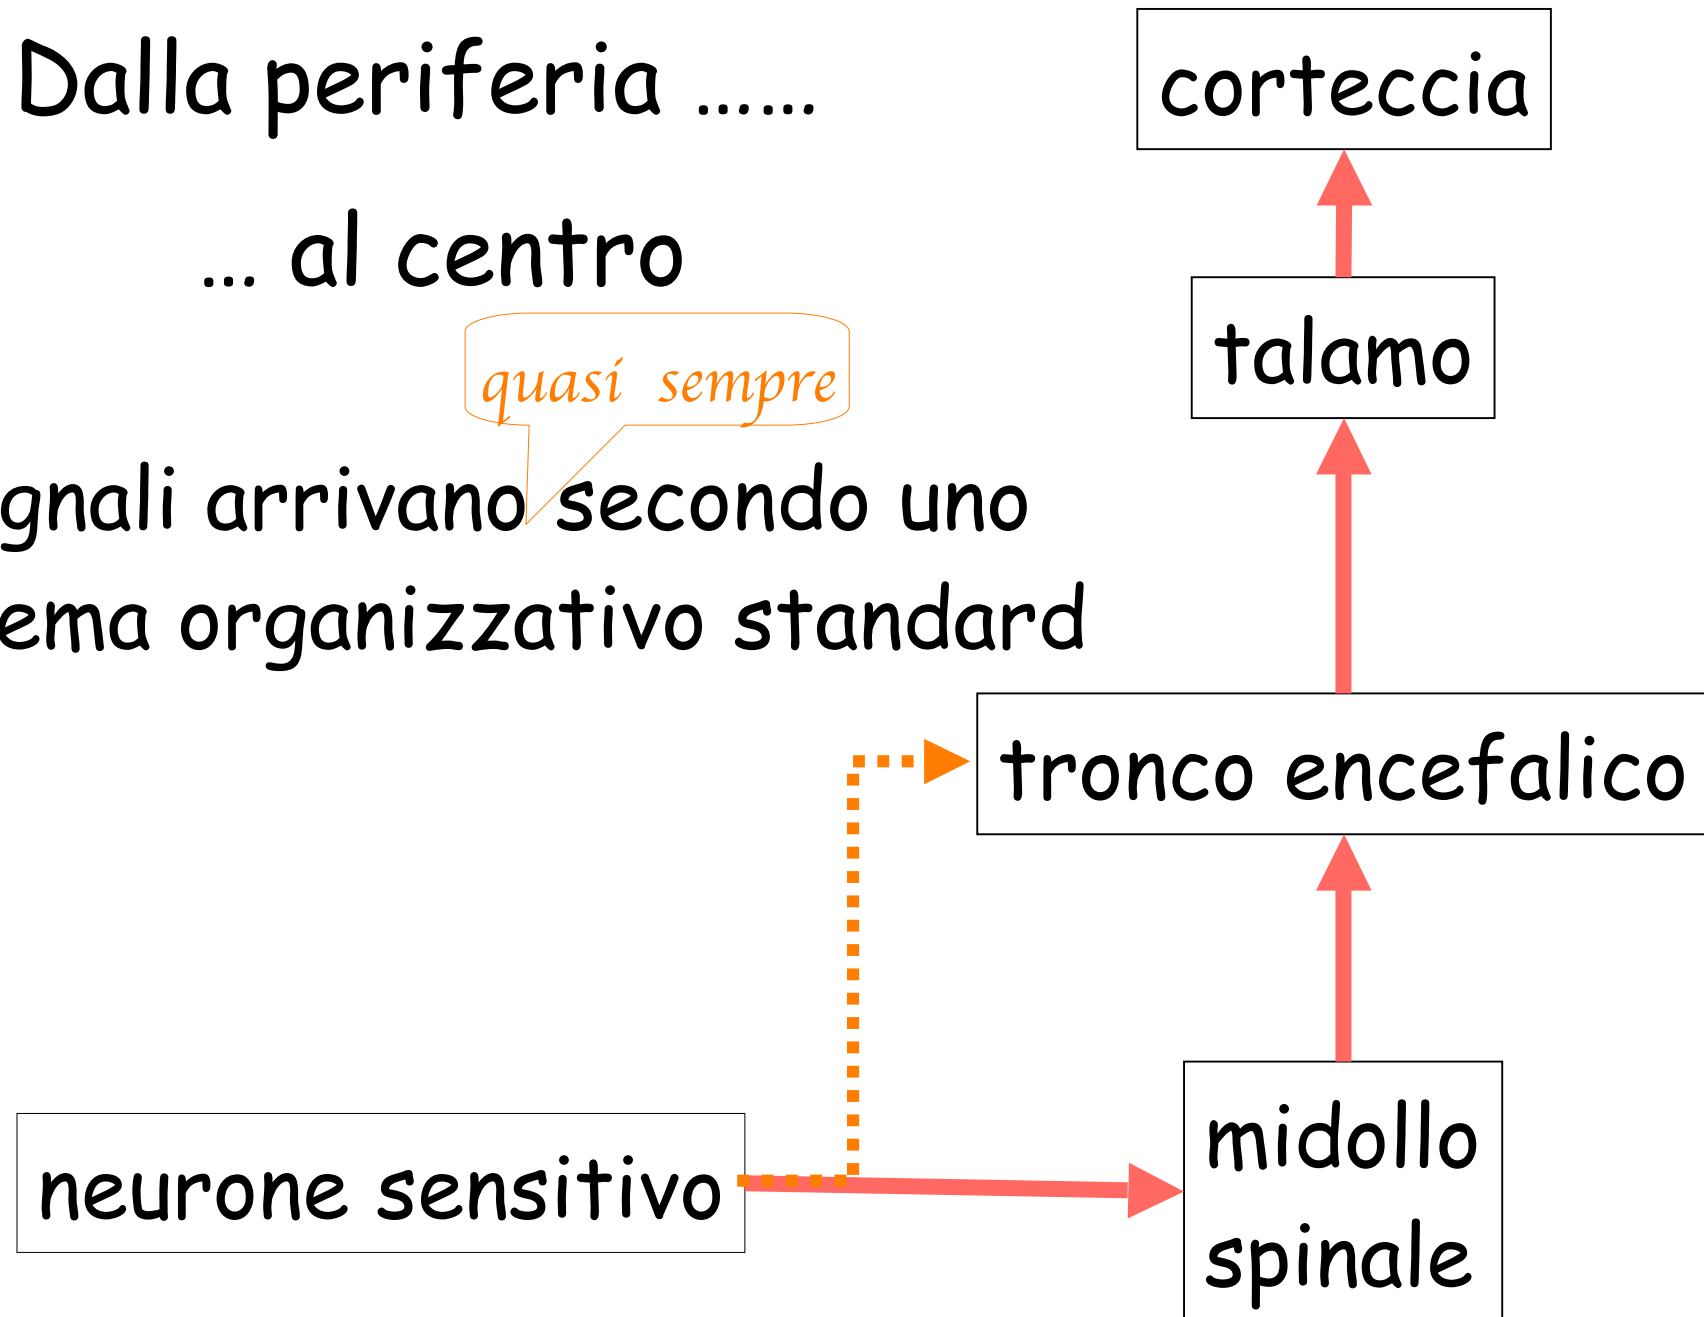 Dalla periferia ……
… al centro
quasi sempre
gnali arrivano secondo uno
ema organizzativo standard
corteccia
talamo
tronco encefalico
neurone sensitivo
midollo
spinale